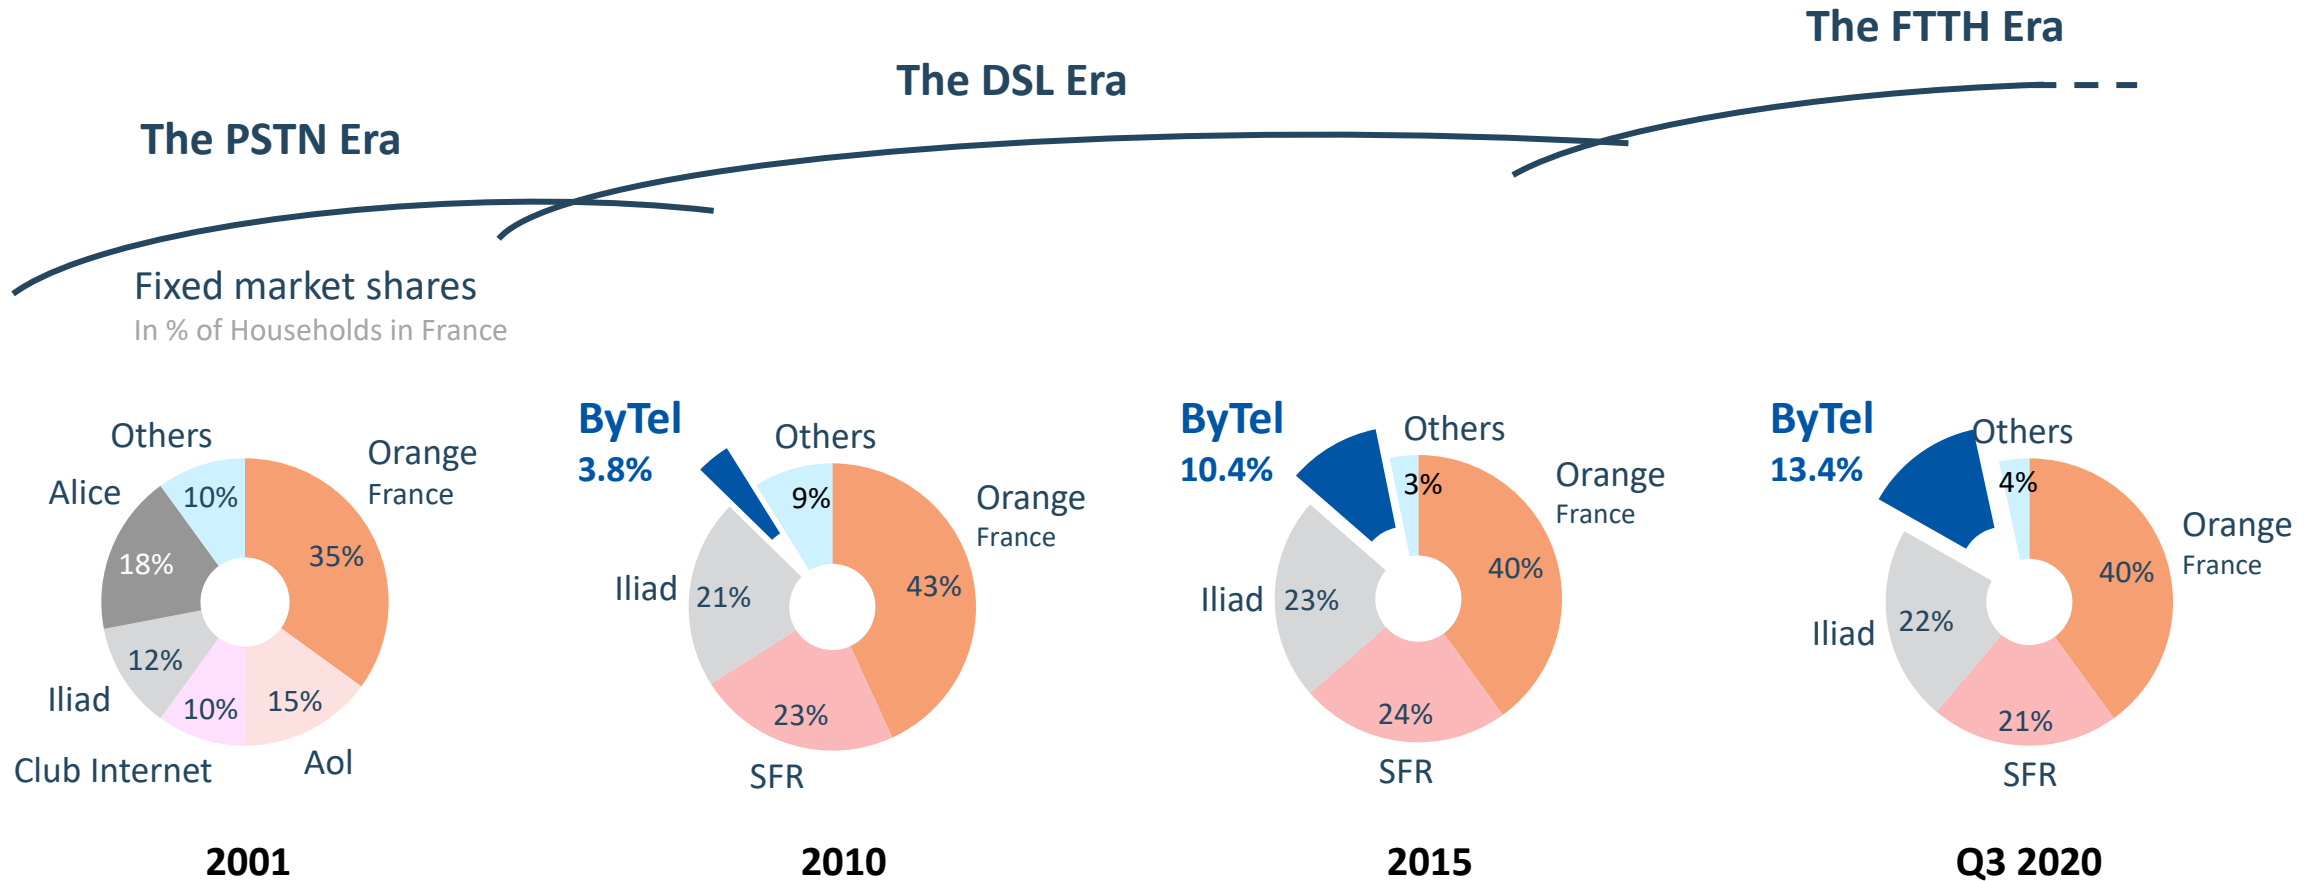 The FTTH Era
The DSL Era
The PSTN Era
Fixed market shares
In % of Households in France
Others
Alice
Orange
France
10%
18%
35%
12%
10%
15%
Iliad
Club Internet
Aol
2001
ByTel
3.8%
Others
9%
Orange
France
Iliad
21%
43%
23%
SFR
2010
ByTel
10.4%
Others
3%
Orange
France
Iliad
23%
40%
24%
SFR
2015
ByTel
13.4%
Others
4%
Orange
France
40%
Iliad
22%
21%
SFR
Q3 2020